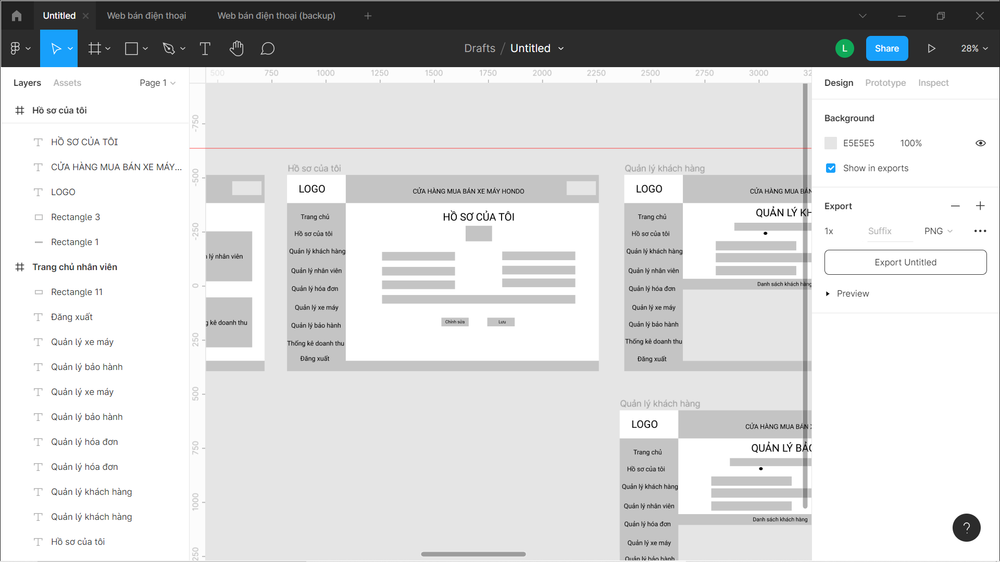 Untitled
Web bán điện thoại
Web bán điện thoại (backup)
Drafts / Untitled
L
Share
28%
Layers
Assets
Page 1
Hồ sơ của tôi
HỒ SƠ CỦA TÔI
CỬA HÀNG MUA BÁN XE MÁY...
LOGO
Rectangle 3
Rectangle 1
Trang chủ nhân viên
Rectangle 11
Đăng xuất
Quản lý xe máy
Quản lý bảo hành
Quản lý xe máy
Quản lý bảo hành
Quản lý hóa đơn
Quản lý hóa đơn
Quản lý khách hàng
Quản lý khách hàng
Hồ sơ của tôi
500 750 1000 1250 1500 1750 2000 2250 2500 2750 3000 32
-750
-500
-250
0
250
500
750
1000
250
lý nhân viên
g kê doanh thu
Hồ sơ của tôi
LOGO
CỬA HÀNG MUA BÁN XE MÁY HONDO
HỒ SƠ CỦA TÔI
Trang chủ
Hồ sơ của tôi
Quản lý khách hàng
Quản lý nhân viên
Quản lý hóa đơn
Quản lý xe máy
Quản lý bảo hành
Thống kê doanh thu
Đăng xuất
Chỉnh sửa
Lưu
Quản lý khách hàng
LOGO
CỬA HÀNG MUA BÁN
QUẢN LÝ KH
Trang chủ
Hồ sơ của tôi
Quản lý khách hàng
Quản lý nhân viên
Quản lý hóa đơn
Quản lý xe máy
Quản lý bảo hành
Thống kê doanh thu
Đăng xuất
Danh sách khách hàng
Quản lý khách hàng
LOGO
CỬA HÀNG MUA BÁN X
QUẢN LÝ BẢO
Trang chủ
Hồ sơ của tôi
Quản lý khách hàng
Quản lý nhân viên
Quản lý hóa đơn
Quản lý xe máy
Quản lý bảo hành
Danh sách khách hàng
Design
Prototype
Inspect
Background
E5E5E5
100%
Show in exports
Export
1x
Suffix
PNG
Export Untitled
Preview
?